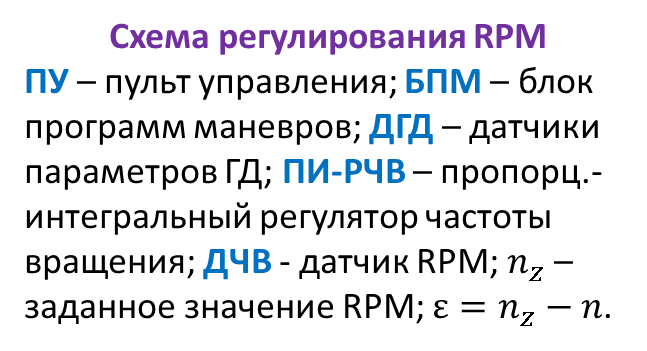 Схема регулирования RPM
ПУ – пульт управления; БПМ – блок
программ маневров; ДГД – датчики
параметров ГД; ПИ-РЧВ – пропорц.-
интегральный регулятор частоты
вращения; ДЧВ - датчик RPM; n_z –
заданное значение RPM; ε = n_z − n.